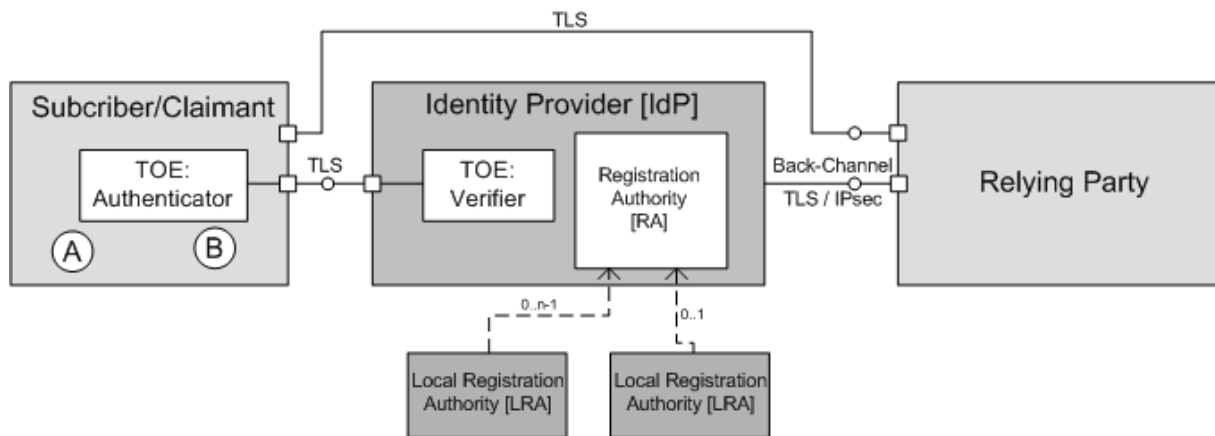 TLS
Subcriber/Claimant
TOE:
Authenticator
A
B
TLS
Identity Provider [IdP]
TOE:
Verifier
Registration
Authority
[RA]
Back-Channel
TLS / IPsec
Relying Party
0..n-1
0..1
Local Registration
Authority [LRA]
Local Registration
Authority [LRA]